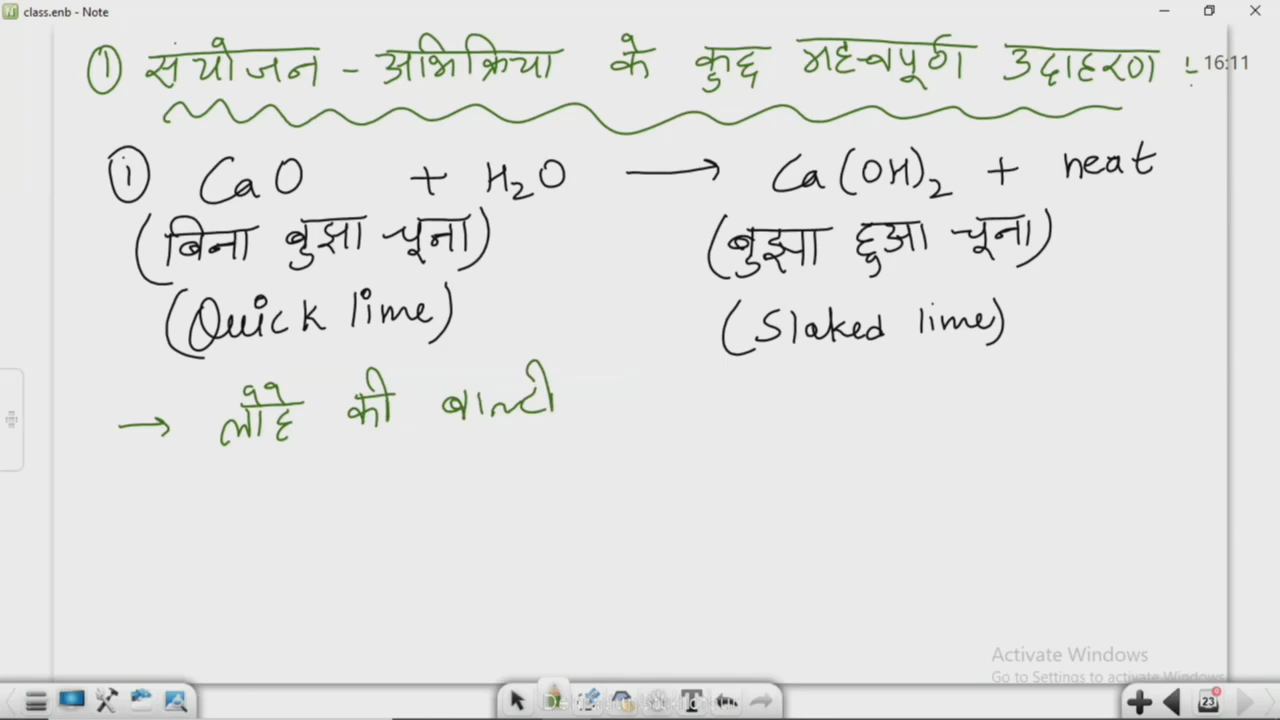 class.enb - Note
① संयोजन - अभिक्रिया के कुछ महत्वपूर्ण उदाहरण :-
16:11
① CaO + H₂O → Ca(OH)₂ + heat
(बिना बुझा चूना) (बुझा हुआ चूना)
(Quick lime) (Slaked lime)
→ लोहे की बाल्टी
Activate Windows
Go to Settings to activate Windows
23